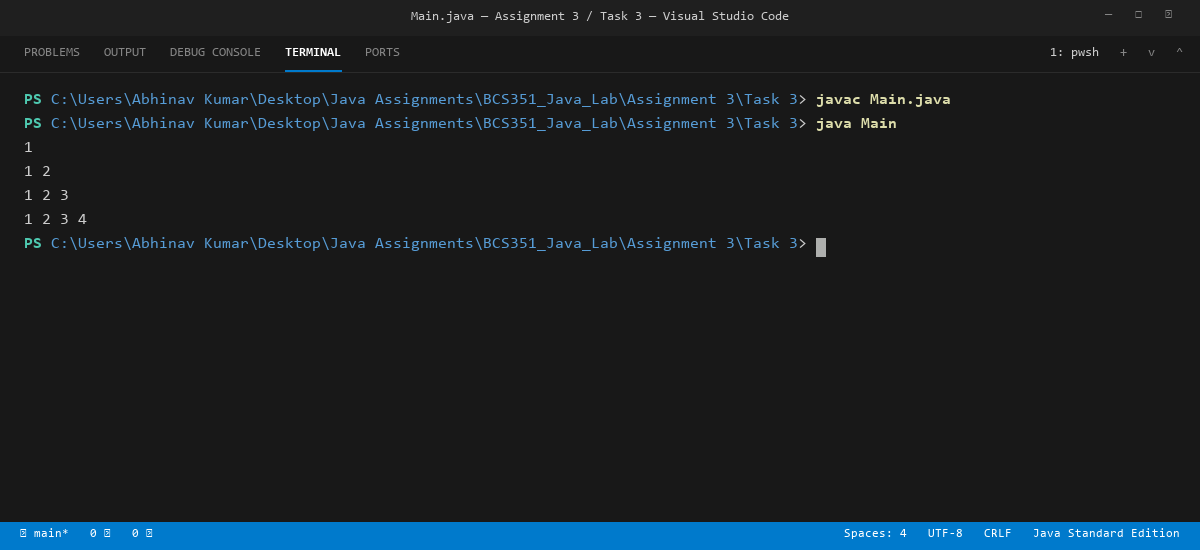 Main.java — Assignment 3 / Task 3 — Visual Studio Code
PROBLEMS OUTPUT DEBUG CONSOLE TERMINAL PORTS 1: pwsh + v ^
PS C:\Users\Abhinav Kumar\Desktop\Java Assignments\BCS351_Java_Lab\Assignment 3\Task 3> javac Main.java
PS C:\Users\Abhinav Kumar\Desktop\Java Assignments\BCS351_Java_Lab\Assignment 3\Task 3> java Main
1
1 2
1 2 3
1 2 3 4
PS C:\Users\Abhinav Kumar\Desktop\Java Assignments\BCS351_Java_Lab\Assignment 3\Task 3>
main* 0 0 Spaces: 4 UTF-8 CRLF Java Standard Edition